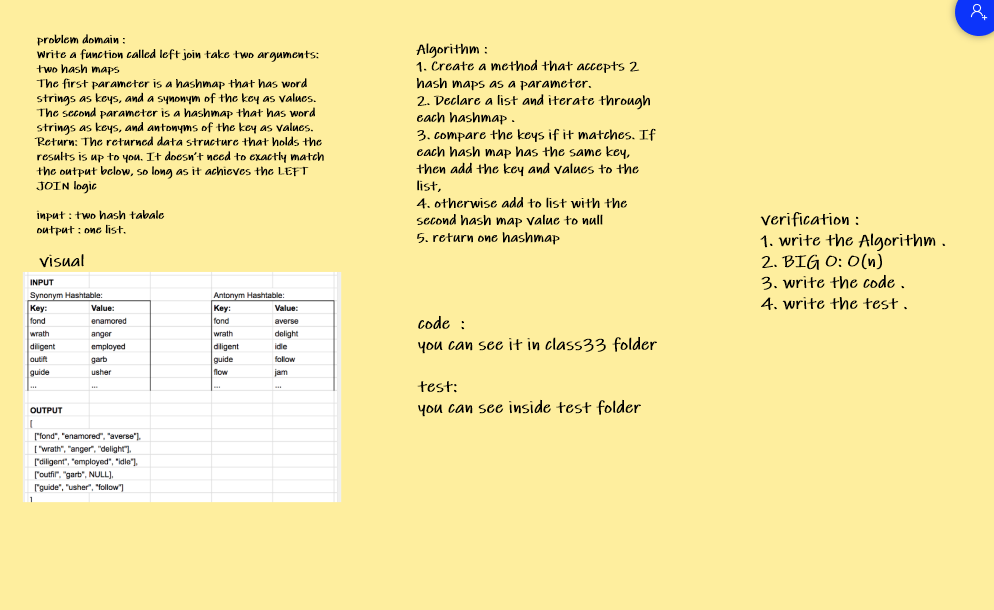 problem domain :
Write a function called left join take two arguments:
two hash maps
The first parameter is a hashmap that has word
strings as keys, and a synonym of the key as values.
The second parameter is a hashmap that has word
strings as keys, and antonyms of the key as values.
Return: The returned data structure that holds the
results is up to you. It doesn't need to exactly match
the output below, so long as it achieves the LEFT
JOIN logic
input : two hash tabale
output : one list.
visual
INPUT
Synonym Hashtable: Antonym Hashtable:
Key: Value: Key: Value:
fond enamored fond averse
wrath anger wrath delight
diligent employed diligent idle
outift garb guide follow
guide usher flow jam
... ... ... ...
OUTPUT
[
["fond", "enamored", "averse"],
[ "wrath", "anger", "delight"],
["diligent", "employed", "idle"],
["outfil", "garb", NULL],
["guide", "usher", "follow"]
]
Algorithm :
1. Create a method that accepts 2
hash maps as a parameter.
2. Declare a list and iterate through
each hashmap .
3. compare the keys if it matches. If
each hash map has the same key,
then add the key and values to the
list,
4. otherwise add to list with the
second hash map value to null
5. return one hashmap
code :
you can see it in class33 folder
test:
you can see inside test folder
verification :
1. write the Algorithm .
2. BIG O: O(n)
3. write the code .
4. write the test .